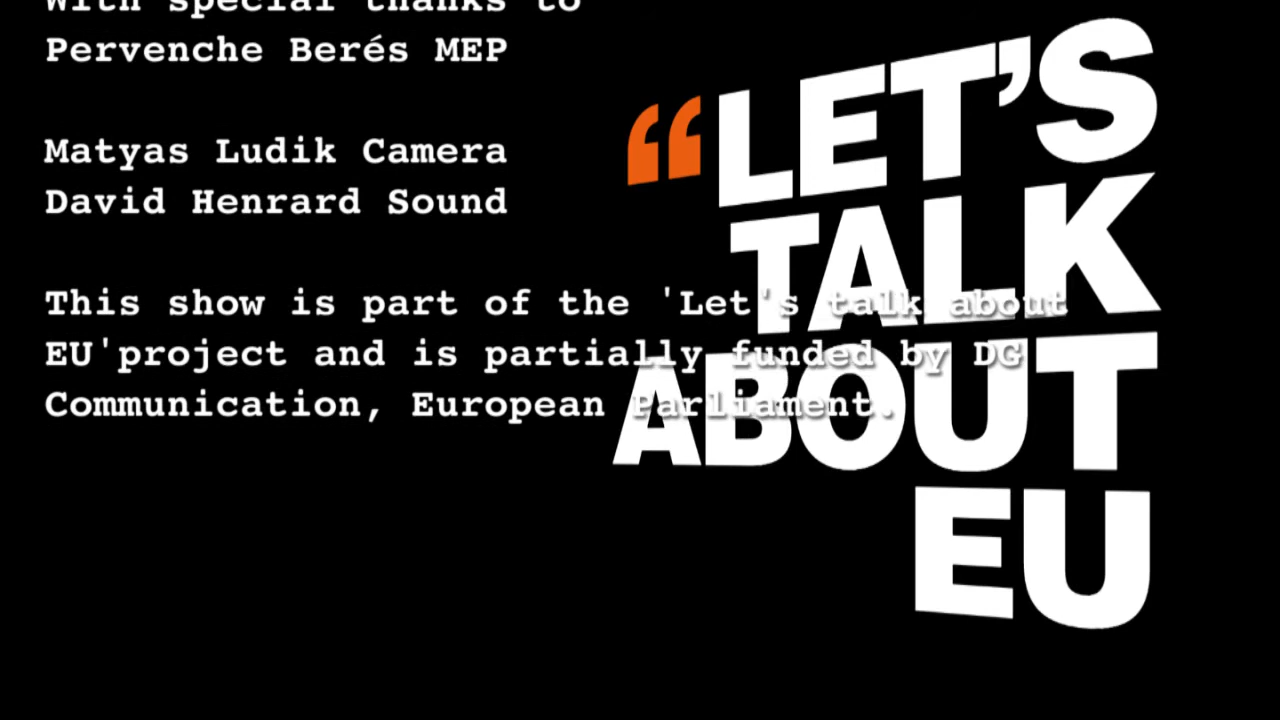 With special thanks to
Pervenche Berés MEP
Matyas Ludik Camera
David Henrard Sound
This show is part of the 'Let's talk about
EU'project and is partially funded by DG
Communication, European Parliament.
“LET’S
TALK
ABOUT
EU